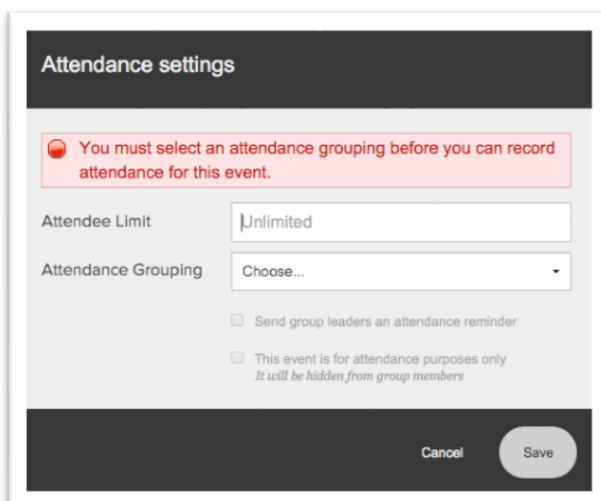 Attendance settings
You must select an attendance grouping before you can record
attendance for this event.
Attendee Limit
Unlimited
Attendance Grouping
Choose...
Send group leaders an attendance reminder
This event is for attendance purposes only
It will be hidden from group members
Cancel
Save